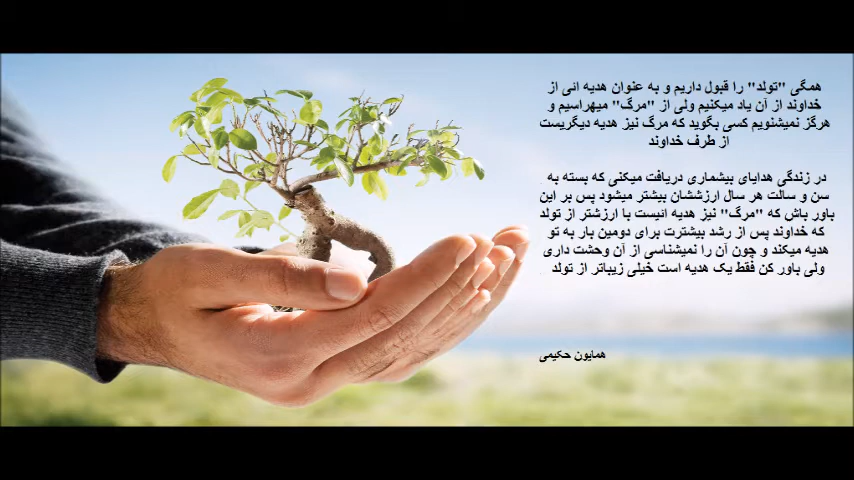 همگی "تولد" را قبول داریم و به عنوان هدیه ائی از
خداوند از آن یاد میکنیم ولی از "مرگ" میهراسیم و
هرگز نمیشنویم کسی بگوید که مرگ نیز هدیه دیگریست
از طرف خداوند
در زندگی هدایای بیشماری دریافت میکنی که بسته به
سن و سالت هر سال ارزششان بیشتر میشود پس بر این
باور باش که "مرگ" نیز هدیه ائیست با ارزشتر از تولد
که خداوند پس از رشد بیشترت برای دومین بار به تو
هدیه میکند و چون آن را نمیشناسی از آن وحشت داری
ولی باور کن فقط یک هدیه است خیلی زیباتر از تولد
همایون حکیمی